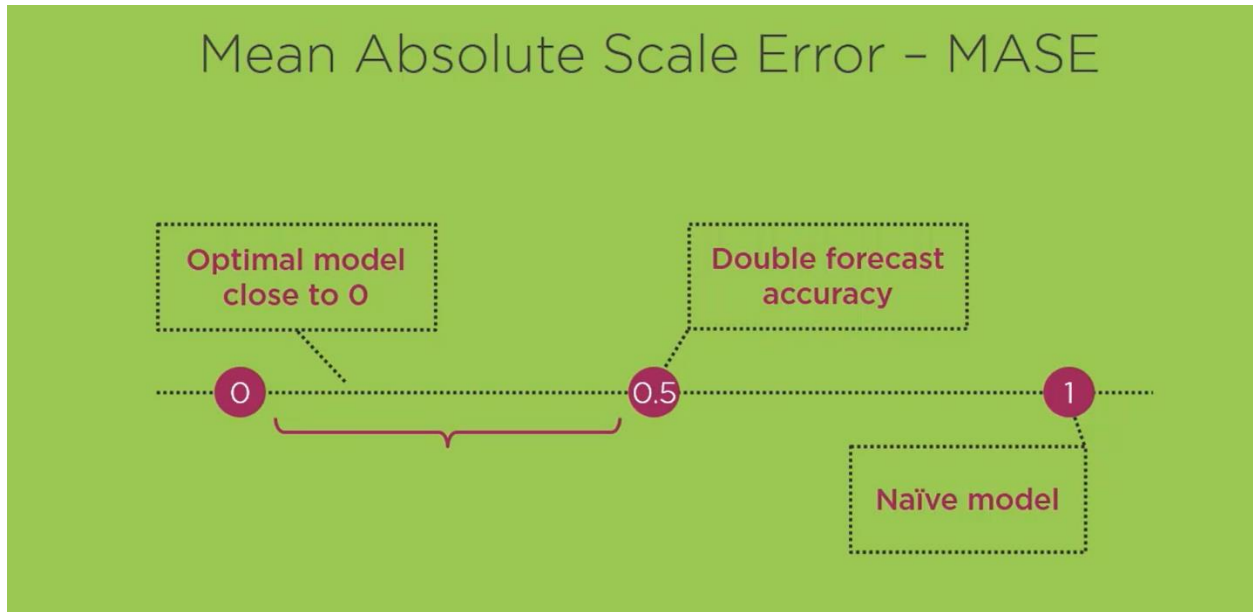 Mean Absolute Scale Error – MASE
Optimal model
close to 0
Double forecast
accuracy
0
0.5
1
Naïve model